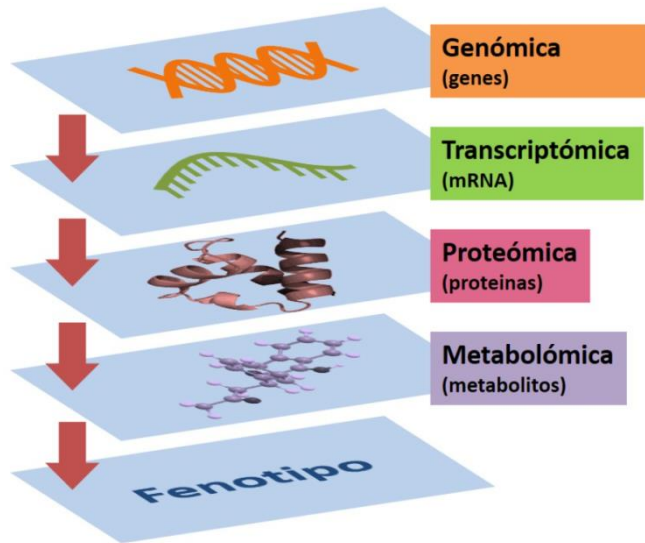 Genómica
(genes)
Transcriptómica
(mRNA)
Proteómica
(proteinas)
Metabolómica
(metabolitos)
Fenotipo